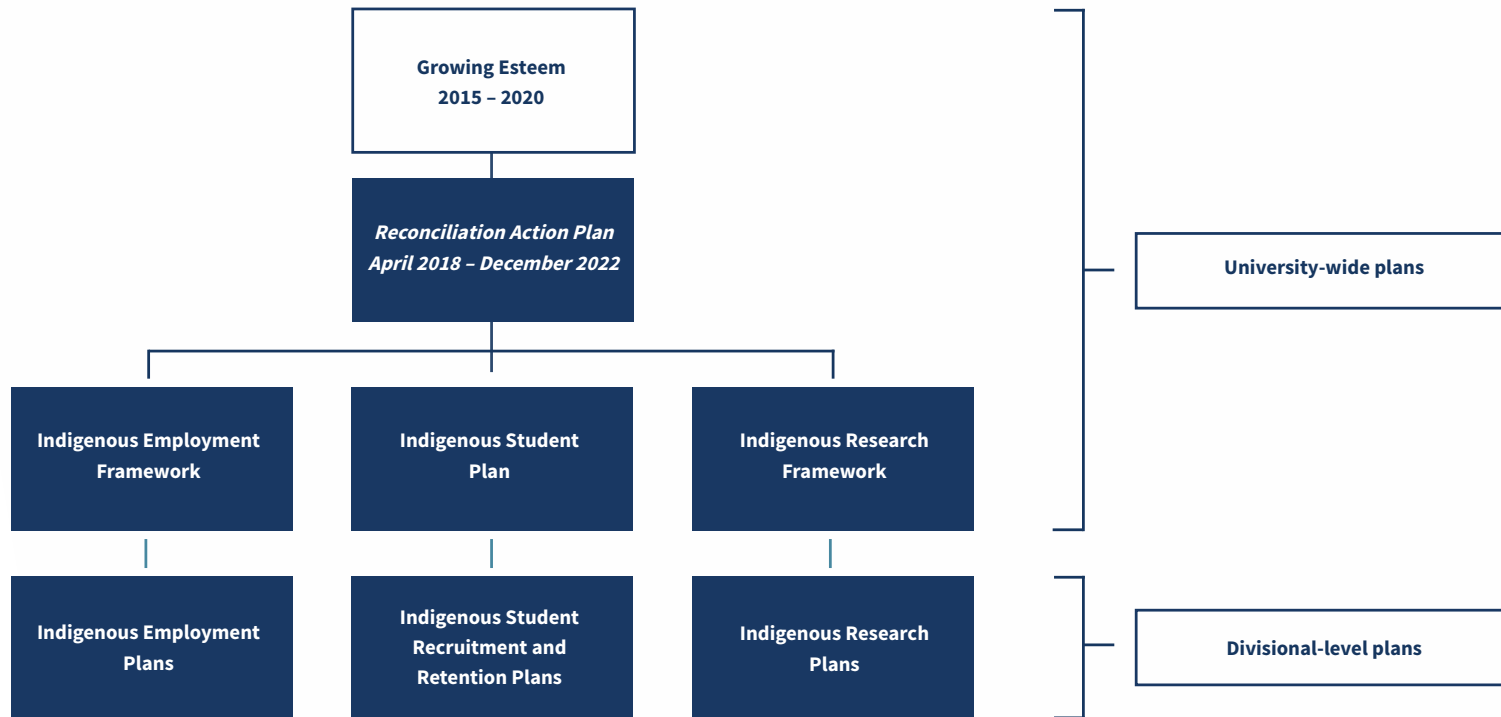 Growing Esteem
2015 – 2020
Reconciliation Action Plan
April 2018 – December 2022
University-wide plans
Indigenous Employment
Framework
Indigenous Student
Plan
Indigenous Research
Framework
Indigenous Employment
Plans
Indigenous Student
Recruitment and
Retention Plans
Indigenous Research
Plans
Divisional-level plans